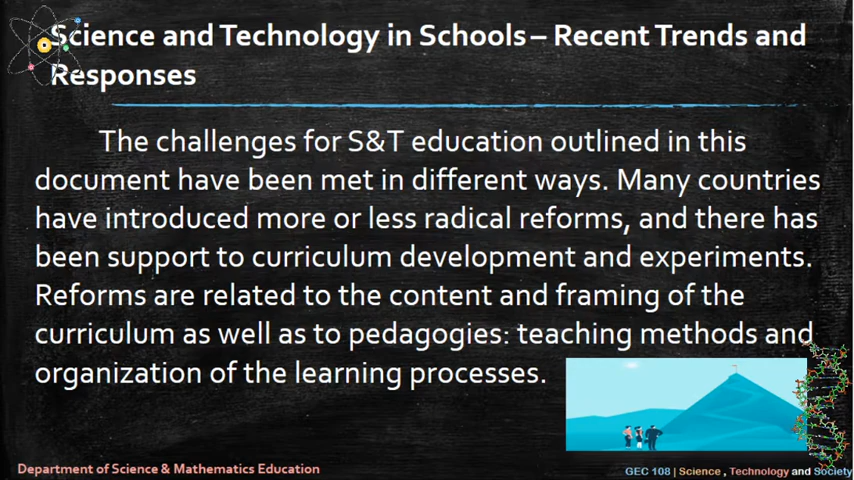 Science and Technology in Schools – Recent Trends and
Responses
The challenges for S&T education outlined in this
document have been met in different ways. Many countries
have introduced more or less radical reforms, and there has
been support to curriculum development and experiments.
Reforms are related to the content and framing of the
curriculum as well as to pedagogies: teaching methods and
organization of the learning processes.
Department of Science & Mathematics Education
GEC 108 | Science , Technology and Society